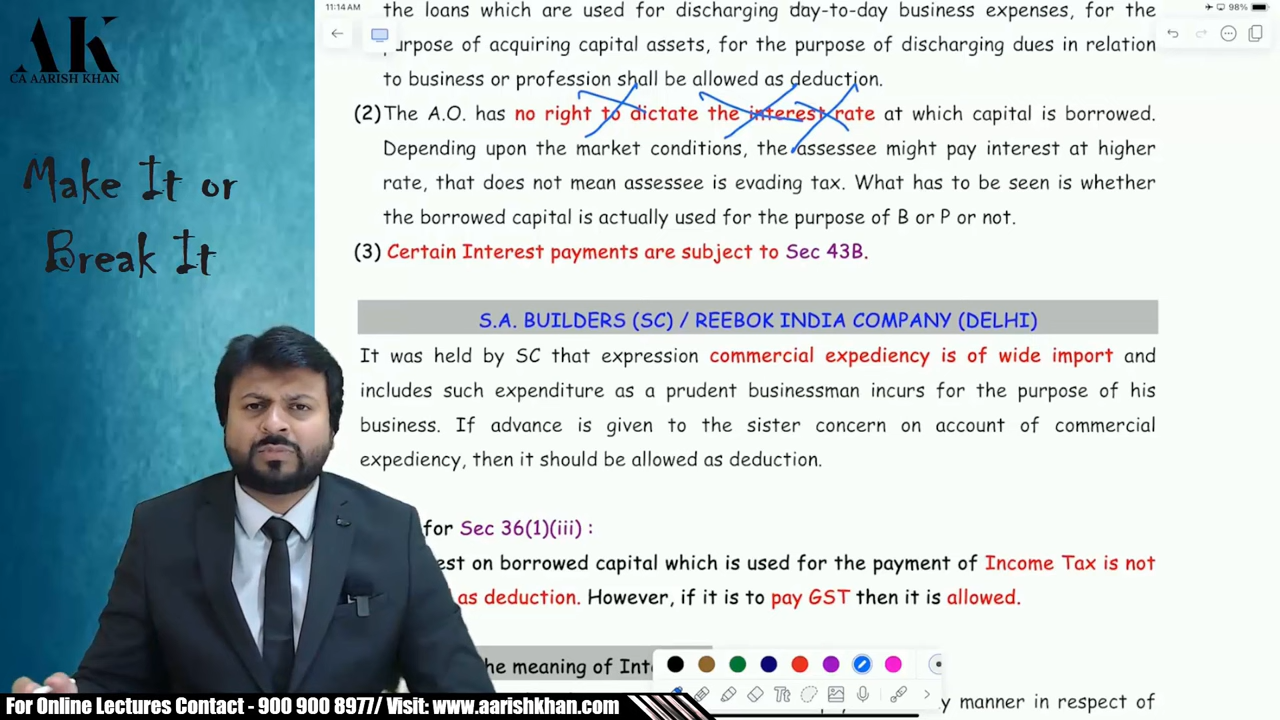 11:14 AM
98%
AK
CA AARISH KHAN
Make It or
Break It
the loans which are used for discharging day-to-day business expenses, for the
purpose of acquiring capital assets, for the purpose of discharging dues in relation
to business or profession shall be allowed as deduction.
(2) The A.O. has no right to dictate the interest rate at which capital is borrowed.
Depending upon the market conditions, the assessee might pay interest at higher
rate, that does not mean assessee is evading tax. What has to be seen is whether
the borrowed capital is actually used for the purpose of B or P or not.
(3) Certain Interest payments are subject to Sec 43B.
S.A. BUILDERS (SC) / REEBOK INDIA COMPANY (DELHI)
It was held by SC that expression commercial expediency is of wide import and
includes such expenditure as a prudent businessman incurs for the purpose of his
business. If advance is given to the sister concern on account of commercial
expediency, then it should be allowed as deduction.
for Sec 36(1)(iii) :
est on borrowed capital which is used for the payment of Income Tax is not
as deduction. However, if it is to pay GST then it is allowed.
he meaning of Int
y manner in respect of
For Online Lectures Contact - 900 900 8977/ Visit: www.aarishkhan.com